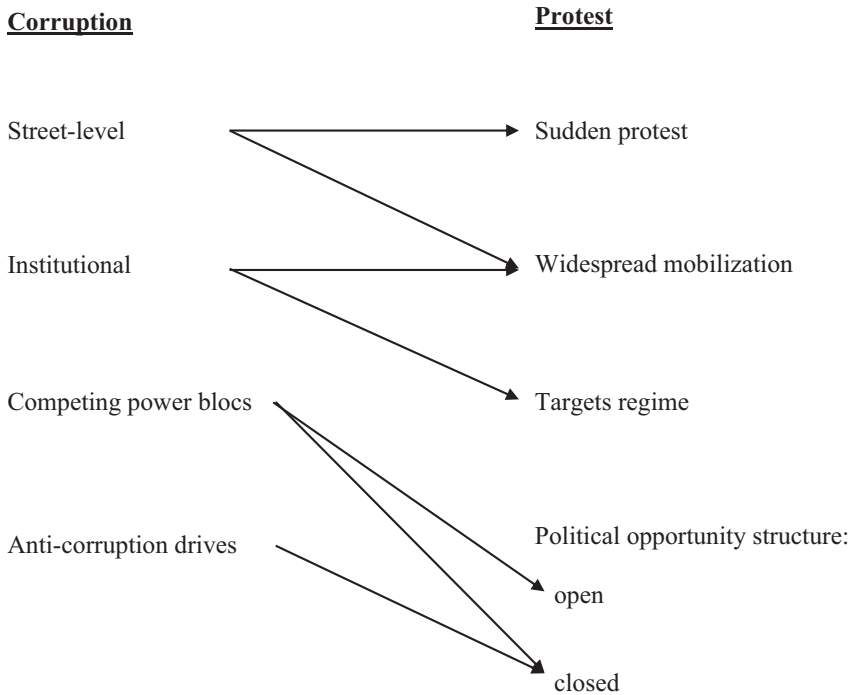 Corruption
Protest
Street-level
Sudden protest
Institutional
Widespread mobilization
Competing power blocs
Targets regime
Anti-corruption drives
Political opportunity structure:
open
closed